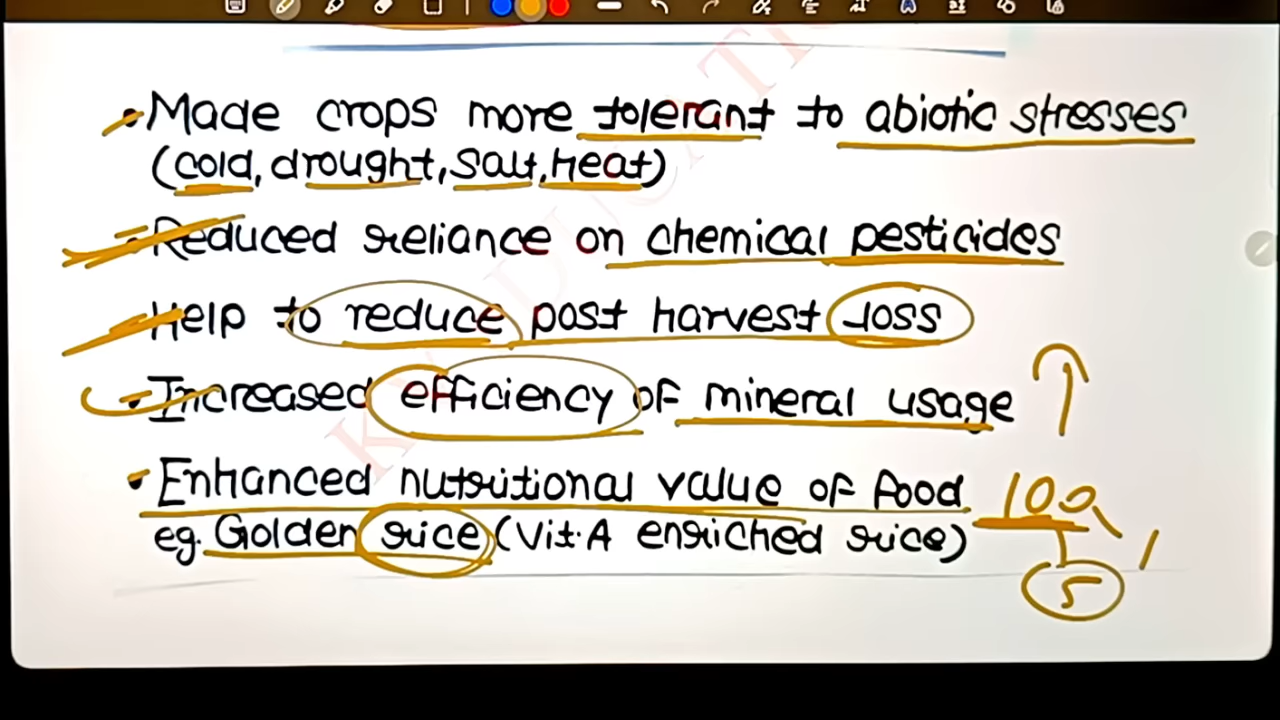 • Made crops more tolerant to abiotic stresses
(cold, drought, salt, heat)
• Reduced reliance on chemical pesticides
• Help to reduce post harvest loss
• Increased efficiency of mineral usage
• Enhanced nutritional value of food 100
eg. Golden rice (Vit.A enriched rice)
5